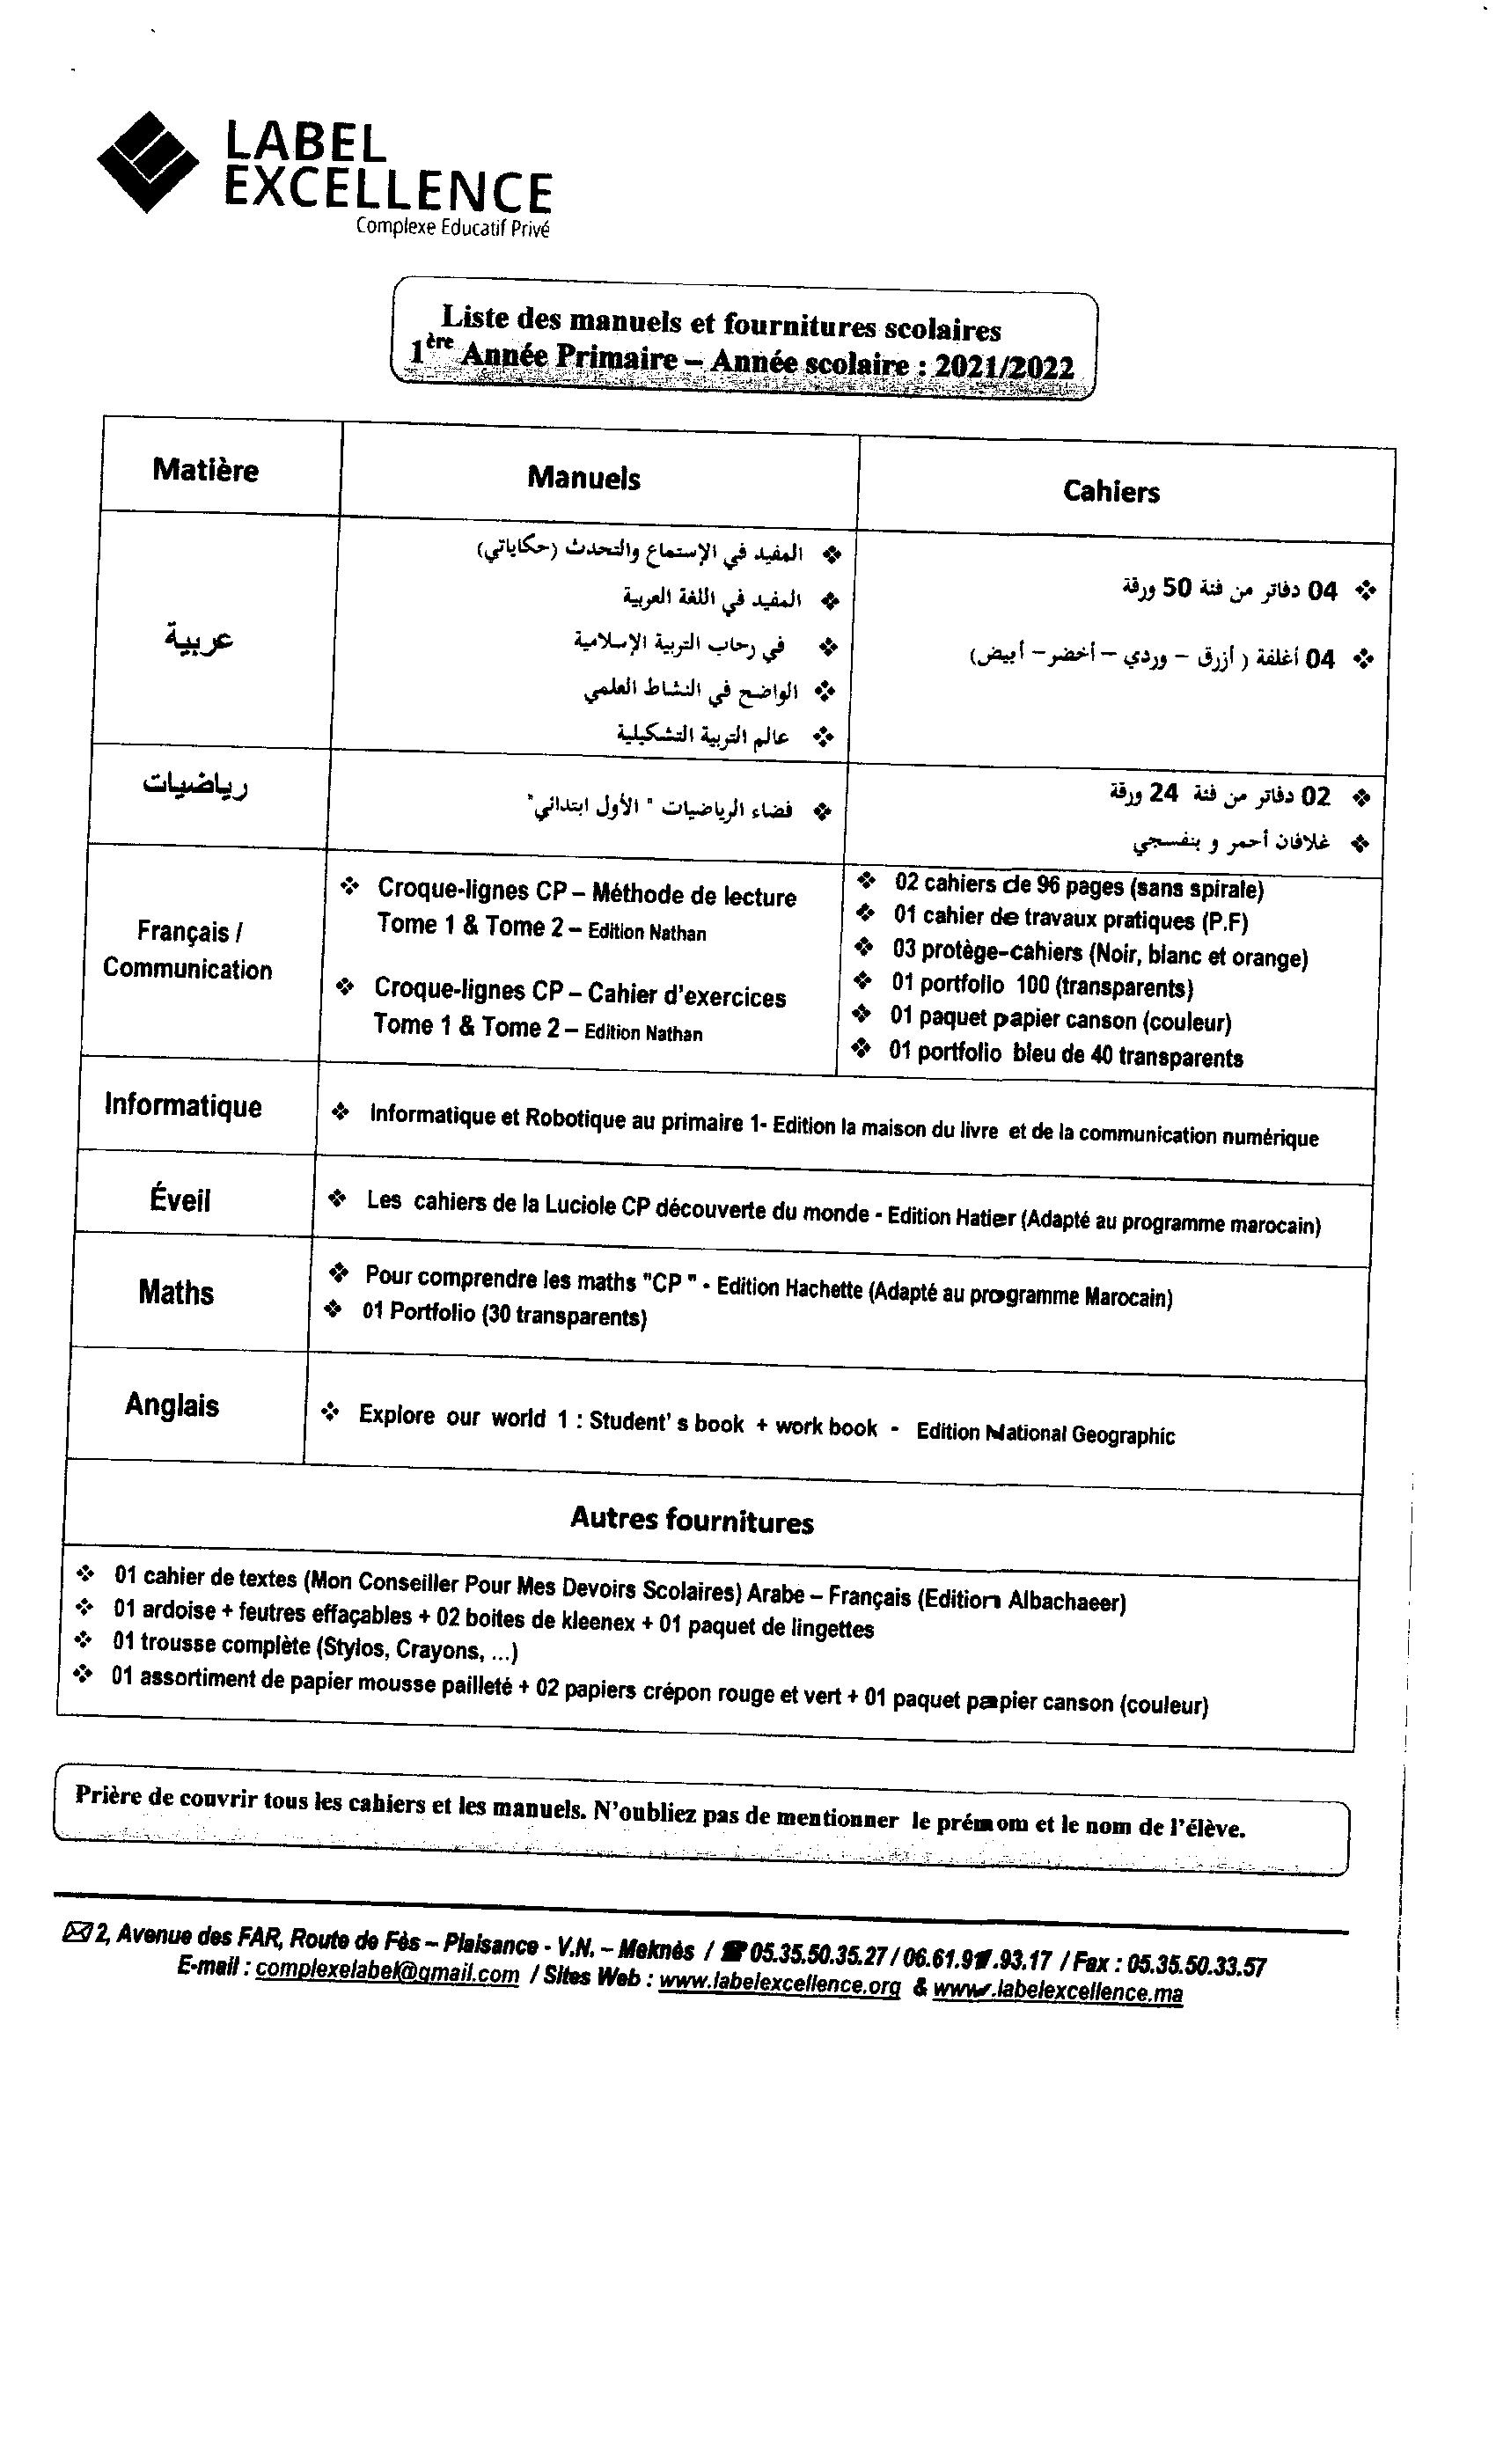 LABEL
EXCELLENCE
Complexe Educatif Privé
Liste des manuels et fournitures scolaires
1ère Année Primaire – Année scolaire : 2021/2022
Matière
Manuels
Cahiers
عربية
❖ المفيد في الإستماع والتحدث (حكاياتي)
❖ المفيد في اللغة العربية
❖ في رحاب التربية الإسلامية
❖ الواضح في النشاط العلمي
❖ عالم التربية التشكيلية
❖ 04 دفاتر من فئة 50 ورقة
❖ 04 أغلفة ( أزرق – وردي – أخضر – أبيض)
رياضيات
❖ فضاء الرياضيات " الأول ابتدائي"
❖ 02 دفاتر من فئة 24 ورقة
❖ غلافان أحمر و بنفسجي
Français /
Communication
❖ Croque-lignes CP – Méthode de lecture
Tome 1 & Tome 2 – Edition Nathan
❖ Croque-lignes CP – Cahier d'exercices
Tome 1 & Tome 2 – Edition Nathan
❖ 02 cahiers de 96 pages (sans spirale)
❖ 01 cahier de travaux pratiques (P.F)
❖ 03 protège-cahiers (Noir, blanc et orange)
❖ 01 portfolio 100 (transparents)
❖ 01 paquet papier canson (couleur)
❖ 01 portfolio bleu de 40 transparents
Informatique
❖ Informatique et Robotique au primaire 1- Edition la maison du livre et de la communication numérique
Éveil
❖ Les cahiers de la Luciole CP découverte du monde - Edition Hatier (Adapté au programme marocain)
Maths
❖ Pour comprendre les maths "CP " - Edition Hachette (Adapté au programme Marocain)
❖ 01 Portfolio (30 transparents)
Anglais
❖ Explore our world 1 : Student' s book + work book - Edition National Geographic
Autres fournitures
❖ 01 cahier de textes (Mon Conseiller Pour Mes Devoirs Scolaires) Arabe – Français (Edition Albachaeer)
❖ 01 ardoise + feutres effaçables + 02 boites de kleenex + 01 paquet de lingettes
❖ 01 trousse complète (Stylos, Crayons, ...)
❖ 01 assortiment de papier mousse pailleté + 02 papiers crépon rouge et vert + 01 paquet papier canson (couleur)
Prière de couvrir tous les cahiers et les manuels. N'oubliez pas de mentionner le prénom et le nom de l'élève.
✉ 2, Avenue des FAR, Route de Fès – Plaisance - V.N. – Meknès / ☎ 05.35.50.35.27 / 06.61.91.93.17 / Fax : 05.35.50.33.57
E-mail : complexelabel@gmail.com / Sites Web : www.labelexcellence.org & www.labelexcellence.ma